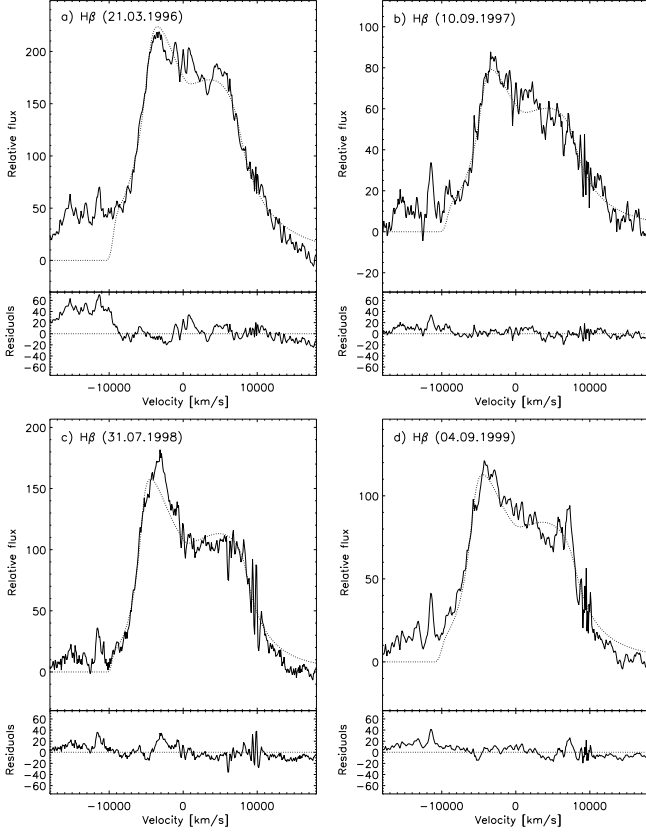 a) Hβ (21.03.1996)
Relative flux
200
150
100
50
0
Residuals
60
40
20
0
−20
−40
−60
−10000 0 10000
Velocity [km/s]
b) Hβ (10.09.1997)
Relative flux
100
80
60
40
20
0
−20
Residuals
60
40
20
0
−20
−40
−60
−10000 0 10000
Velocity [km/s]
c) Hβ (31.07.1998)
Relative flux
200
150
100
50
0
Residuals
60
40
20
0
−20
−40
−60
−10000 0 10000
Velocity [km/s]
d) Hβ (04.09.1999)
Relative flux
100
50
0
Residuals
60
40
20
0
−20
−40
−60
−10000 0 10000
Velocity [km/s]